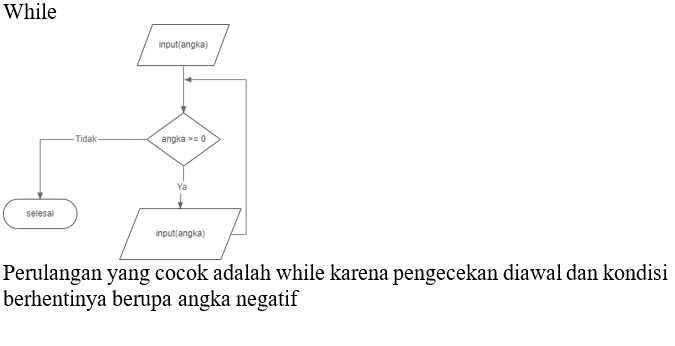 While
input(angka)
angka >= 0
Tidak
Ya
selesai
input(angka)
Perulangan yang cocok adalah while karena pengecekan diawal dan kondisi
berhentinya berupa angka negatif